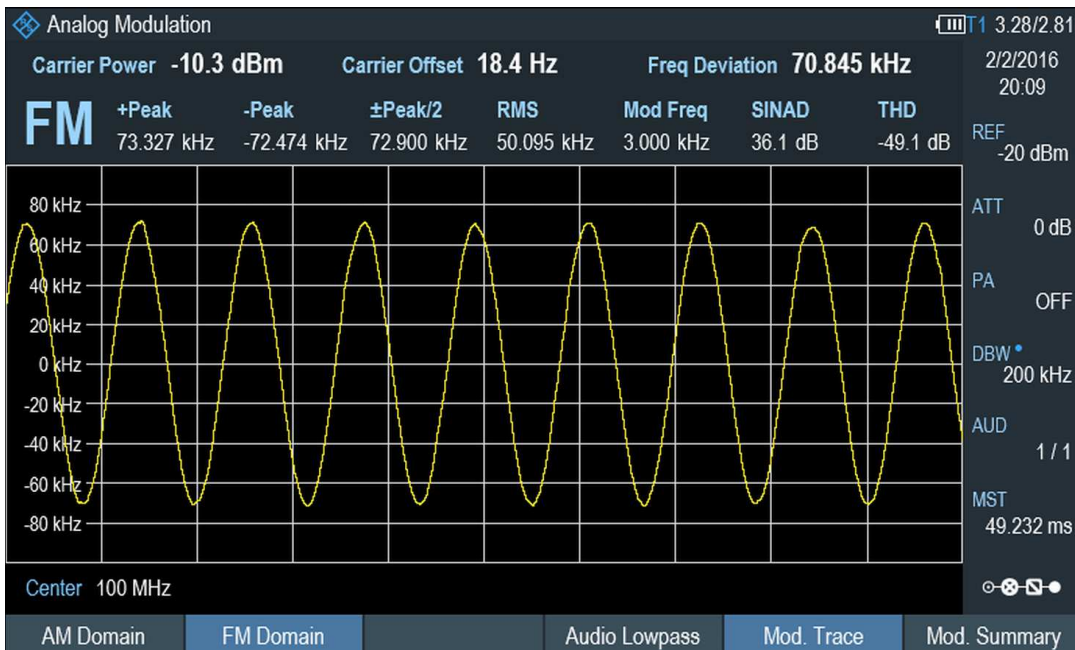 Analog Modulation
T1 3.28/2.81
Carrier Power -10.3 dBm Carrier Offset 18.4 Hz Freq Deviation 70.845 kHz
2/2/2016
20:09
FM
+Peak -Peak ±Peak/2 RMS Mod Freq SINAD THD
73.327 kHz -72.474 kHz 72.900 kHz 50.095 kHz 3.000 kHz 36.1 dB -49.1 dB
REF
-20 dBm
ATT
0 dB
PA
OFF
DBW
200 kHz
AUD
1 / 1
MST
49.232 ms
80 kHz
60 kHz
40 kHz
20 kHz
0 kHz
-20 kHz
-40 kHz
-60 kHz
-80 kHz
Center 100 MHz
AM Domain FM Domain Audio Lowpass Mod. Trace Mod. Summary